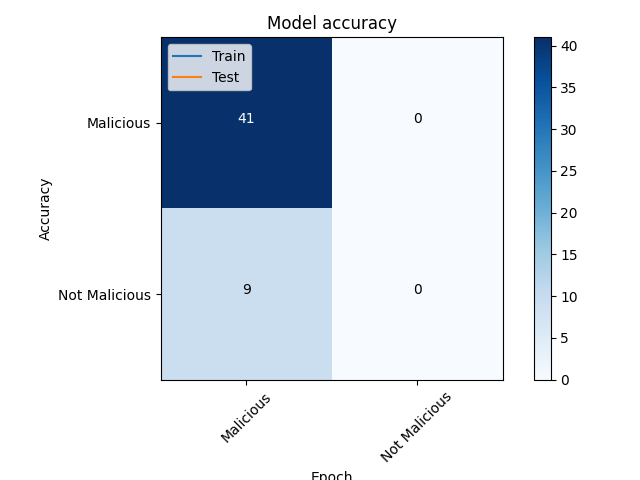 Model accuracy
Train
Test
Malicious
41
0
Accuracy
Not Malicious
9
0
Malicious
Not Malicious
Epoch
40
35
30
25
20
15
10
5
0